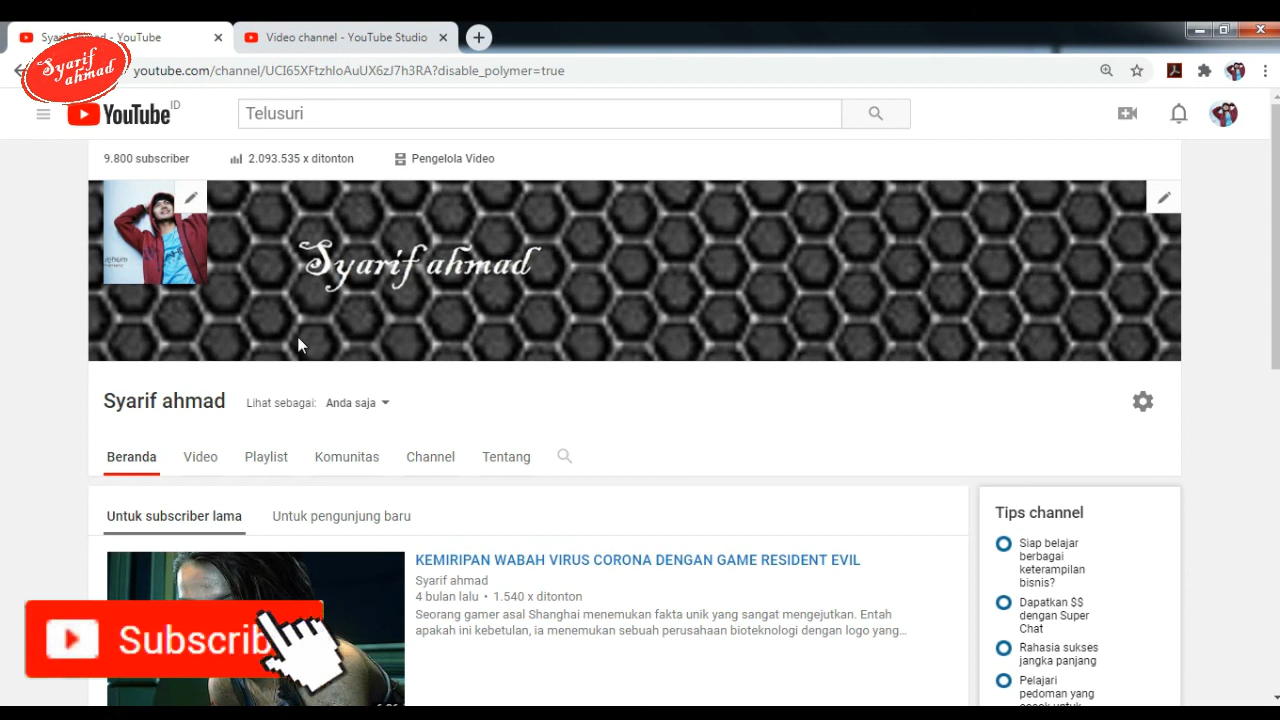 Syarif ahmad - YouTube
Video channel - YouTube Studio
Syarif
ahmad
youtube.com/channel/UCI65XFtzhIoAuUX6zJ7h3RA?disable_polymer=true
YouTube ID
Telusuri
9.800 subscriber
2.093.535 x ditonton
Pengelola Video
Syarif ahmad
Syarif ahmad
Lihat sebagai: Anda saja
Beranda
Video
Playlist
Komunitas
Channel
Tentang
Untuk subscriber lama
Untuk pengunjung baru
KEMIRIPAN WABAH VIRUS CORONA DENGAN GAME RESIDENT EVIL
Syarif ahmad
4 bulan lalu • 1.540 x ditonton
Seorang gamer asal Shanghai menemukan fakta unik yang sangat mengejutkan. Entah
apakah ini kebetulan, ia menemukan sebuah perusahaan bioteknologi dengan logo yang...
Subscrib
Tips channel
Siap belajar
berbagai
keterampilan
bisnis?
Dapatkan $$
dengan Super
Chat
Rahasia sukses
jangka panjang
Pelajari
pedoman yang